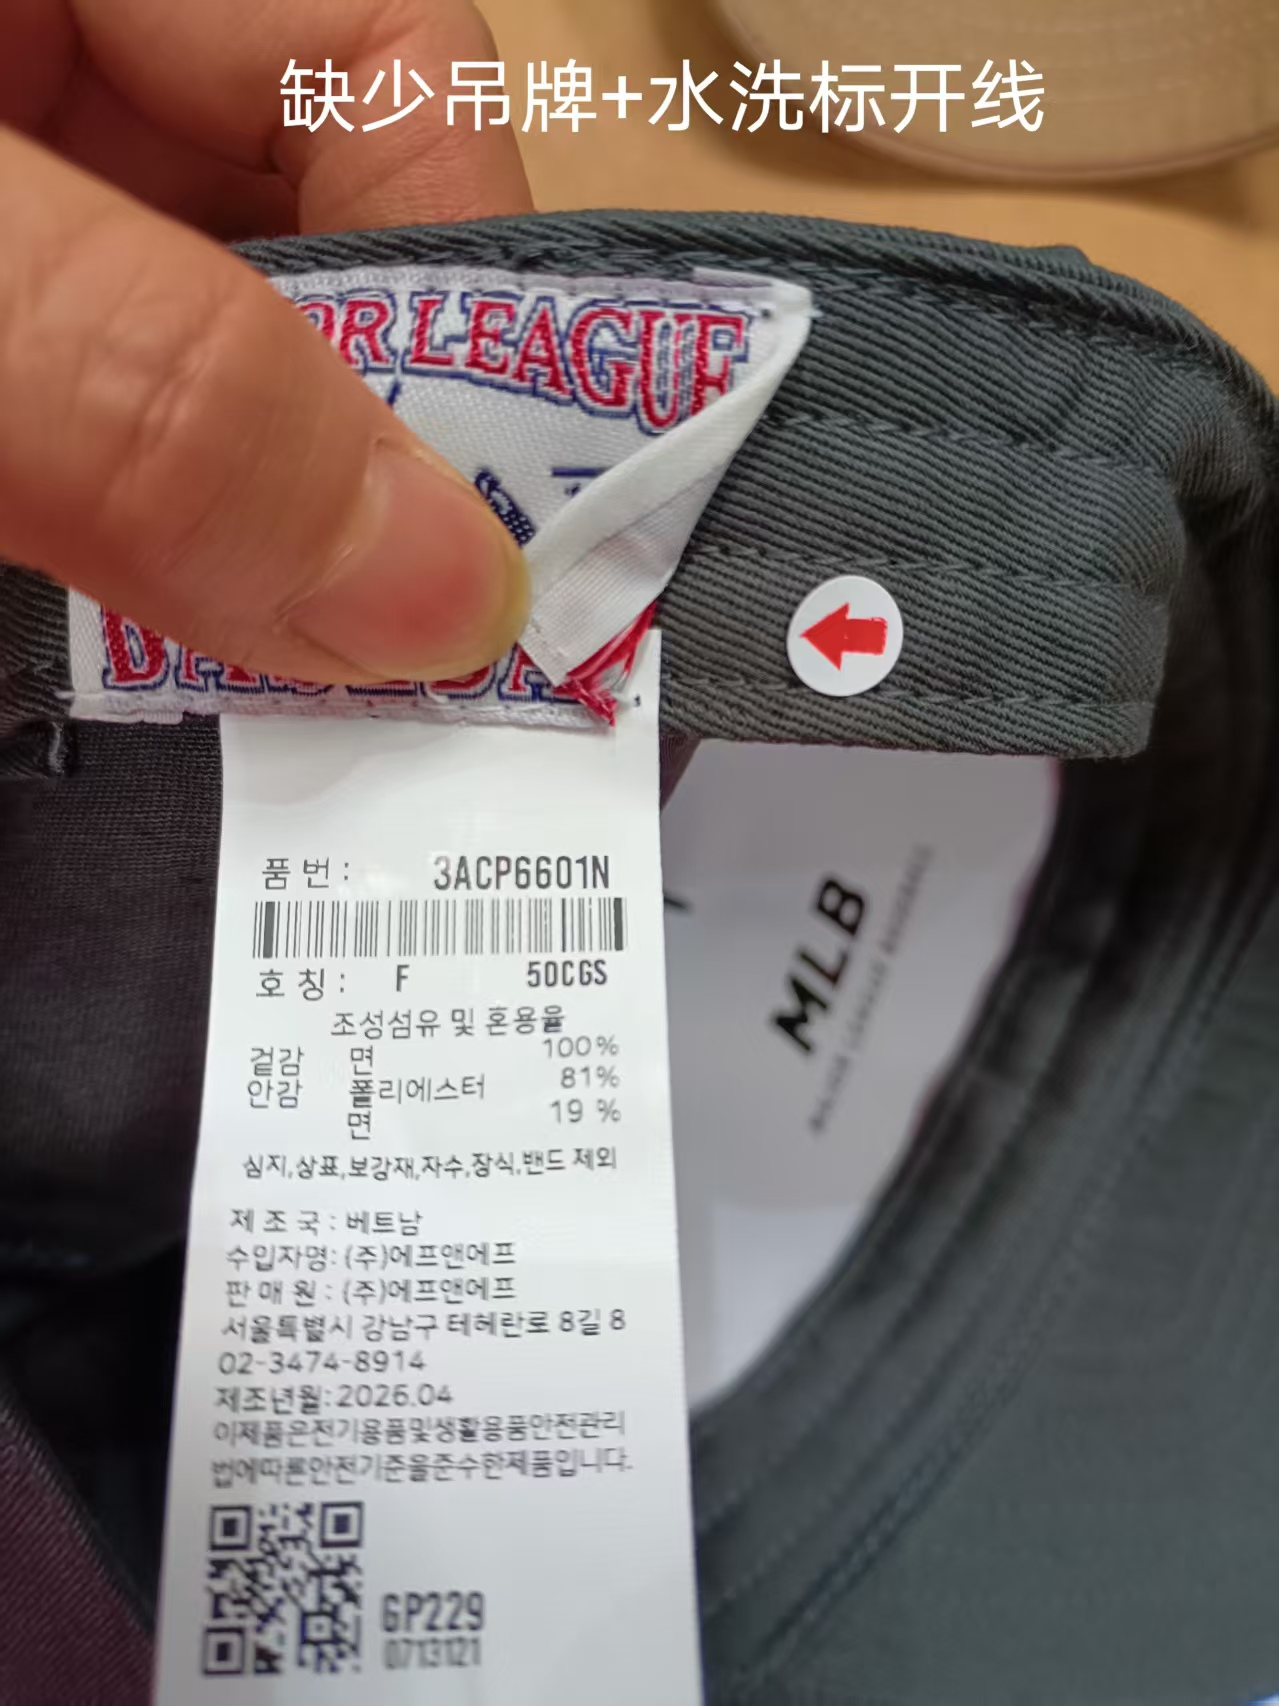 缺少吊牌+水洗标开线
OR LEAGUE
품 번 : 3ACP6601N
호 칭 : F 50CGS
조성섬유 및 혼용율
겉감 면 100%
안감 폴리에스터 81%
면 19 %
심지,상표,보강재,자수,장식,밴드 제외
제 조 국 : 베트남
수입자명: (주)에프앤에프
판 매 원 : (주)에프앤에프
서울특별시 강남구 테헤란로 8길 8
02-3474-8914
제조년월: 2026.04
이제품은전기용품및생활용품안전관리
법에따른안전기준을준수한제품입니다.
6P229
0713121
MLB
MAJOR LEAGUE BASEBALL